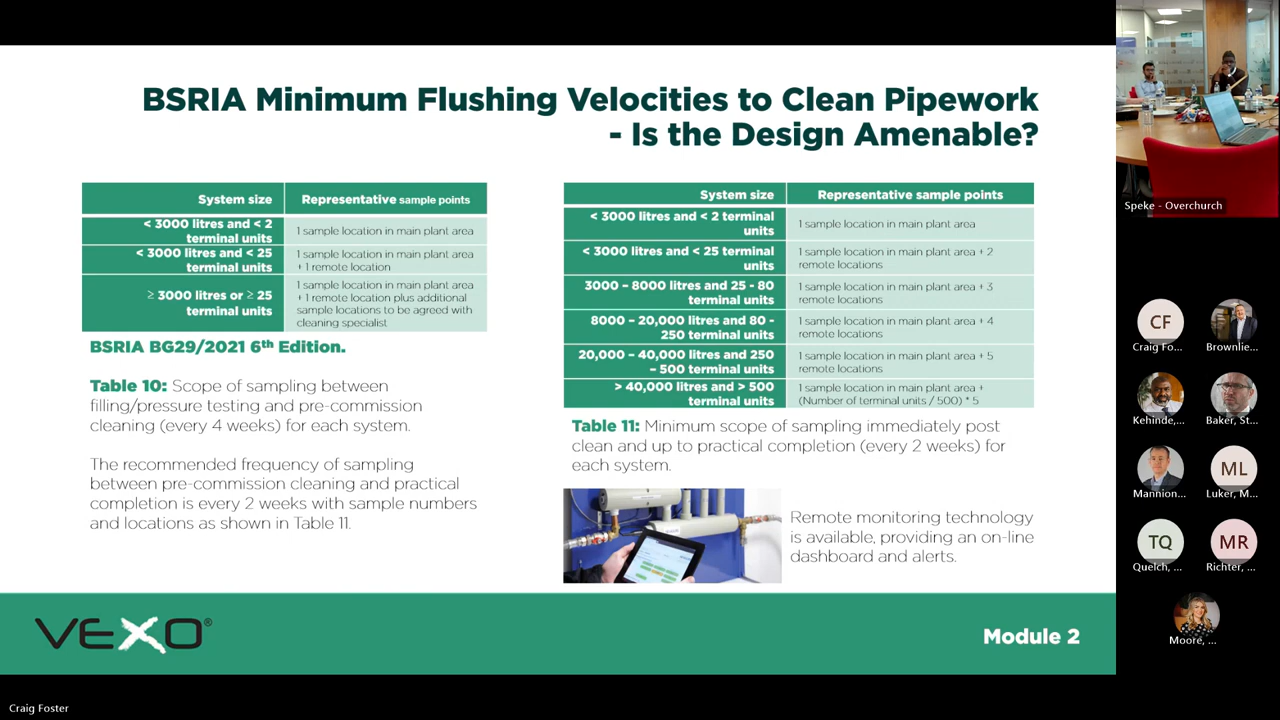 BSRIA Minimum Flushing Velocities to Clean Pipework
- Is the Design Amenable?
System size
Representative sample points
< 3000 litres and < 2
terminal units
1 sample location in main plant area
< 3000 litres and < 25
terminal units
1 sample location in main plant area
+ 1 remote location
≥ 3000 litres or ≥ 25
terminal units
1 sample location in main plant area
+ 1 remote location plus additional
sample locations to be agreed with
cleaning specialist
BSRIA BG29/2021 6th Edition.
Table 10: Scope of sampling between
filling/pressure testing and pre-commission
cleaning (every 4 weeks) for each system.
The recommended frequency of sampling
between pre-commission cleaning and practical
completion is every 2 weeks with sample numbers
and locations as shown in Table 11.
System size
Representative sample points
< 3000 litres and < 2 terminal
units
1 sample location in main plant area
< 3000 litres and < 25 terminal
units
1 sample location in main plant area + 2
remote locations
3000 – 8000 litres and 25 - 80
terminal units
1 sample location in main plant area + 3
remote locations
8000 – 20,000 litres and 80 -
250 terminal units
1 sample location in main plant area + 4
remote locations
20,000 – 40,000 litres and 250
– 500 terminal units
1 sample location in main plant area + 5
remote locations
> 40,000 litres and > 500
terminal units
1 sample location in main plant area +
(Number of terminal units / 500) * 5
Table 11: Minimum scope of sampling immediately post
clean and up to practical completion (every 2 weeks) for
each system.
Remote monitoring technology
is available, providing an on-line
dashboard and alerts.
VEXO®
Module 2
Speke - Overchurch
CF
Craig Fo...
Brownlie...
Kehinde,...
Baker, St...
Mannion...
ML
Luker, M...
TQ
Quelch, ...
MR
Richter, ...
Moore, ...
Craig Foster